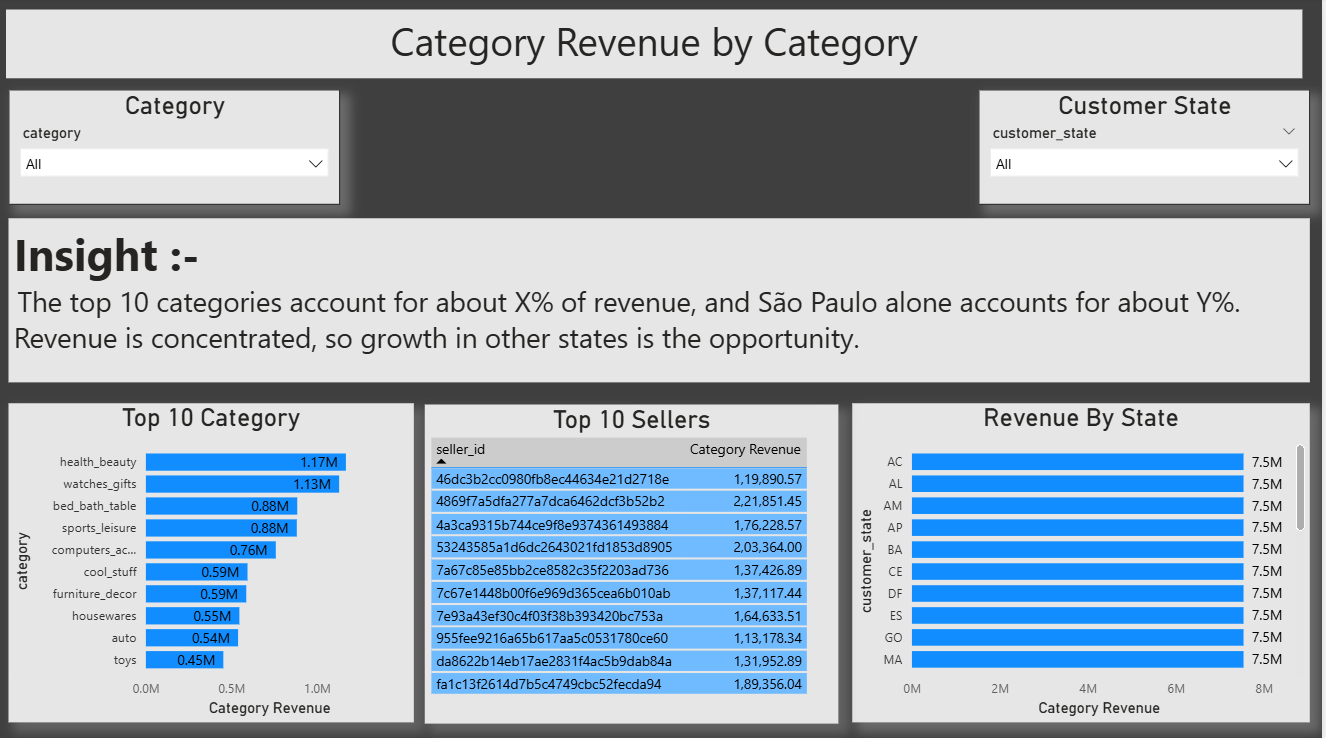 Category Revenue by Category
Category
category
All
Customer State
customer_state
All
Insight :-
The top 10 categories account for about X% of revenue, and São Paulo alone accounts for about Y%.
Revenue is concentrated, so growth in other states is the opportunity.
Top 10 Category
category
health_beauty 1.17M
watches_gifts 1.13M
bed_bath_table 0.88M
sports_leisure 0.88M
computers_ac... 0.76M
cool_stuff 0.59M
furniture_decor 0.59M
housewares 0.55M
auto 0.54M
toys 0.45M
0.0M 0.5M 1.0M
Category Revenue
Top 10 Sellers
seller_id Category Revenue
46dc3b2cc0980fb8ec44634e21d2718e 1,19,890.57
4869f7a5dfa277a7dca6462dcf3b52b2 2,21,851.45
4a3ca9315b744ce9f8e9374361493884 1,76,228.57
53243585a1d6dc2643021fd1853d8905 2,03,364.00
7a67c85e85bb2ce8582c35f2203ad736 1,37,426.89
7c67e1448b00f6e969d365cea6b010ab 1,37,117.44
7e93a43ef30c4f03f38b393420bc753a 1,64,633.51
955fee9216a65b617aa5c0531780ce60 1,13,178.34
da8622b14eb17ae2831f4ac5b9dab84a 1,31,952.89
fa1c13f2614d7b5c4749cbc52fecda94 1,89,356.04
Revenue By State
customer_state
AC 7.5M
AL 7.5M
AM 7.5M
AP 7.5M
BA 7.5M
CE 7.5M
DF 7.5M
ES 7.5M
GO 7.5M
MA 7.5M
0M 2M 4M 6M 8M
Category Revenue